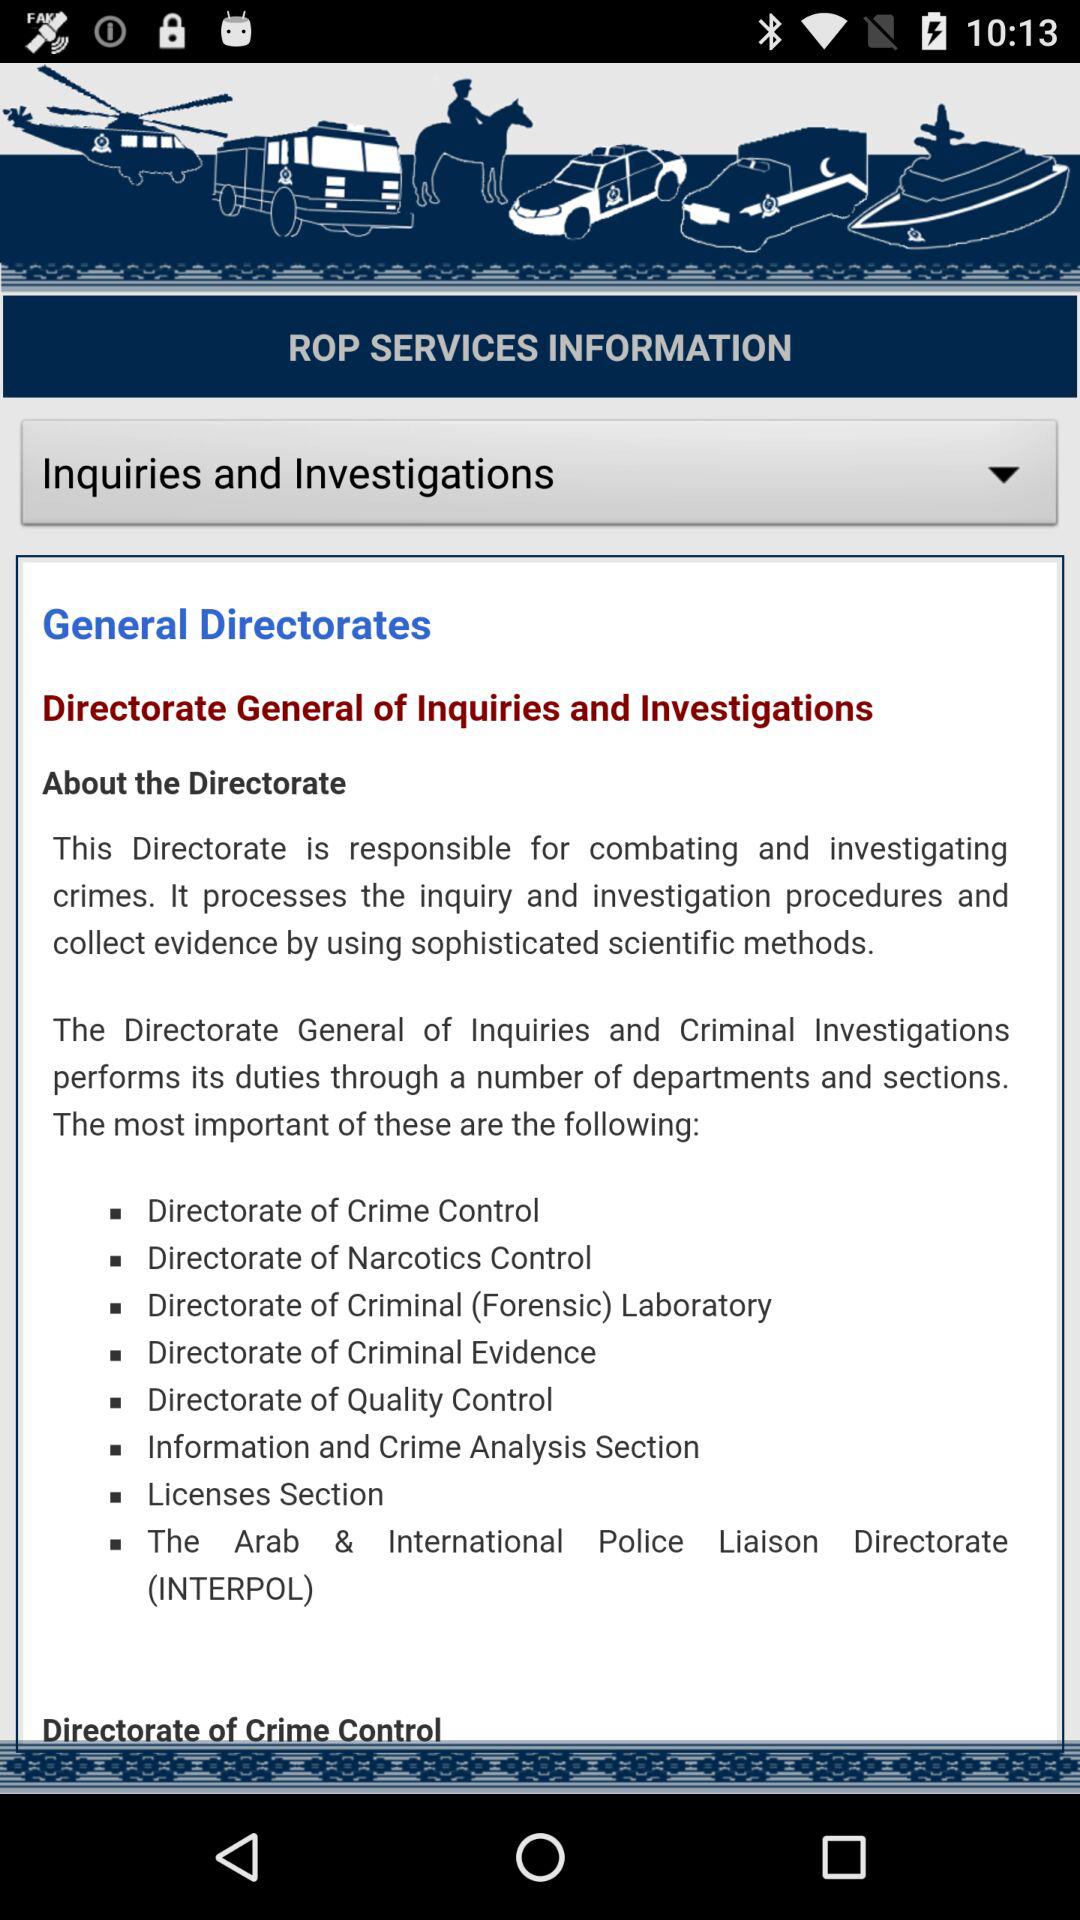 FAKE
10:13
ROP SERVICES INFORMATION
Inquiries and Investigations
General Directorates
Directorate General of Inquiries and Investigations
About the Directorate
This Directorate is responsible for combating and investigating
crimes. It processes the inquiry and investigation procedures and
collect evidence by using sophisticated scientific methods.
The Directorate General of Inquiries and Criminal Investigations
performs its duties through a number of departments and sections.
The most important of these are the following:
▪ Directorate of Crime Control
▪ Directorate of Narcotics Control
▪ Directorate of Criminal (Forensic) Laboratory
▪ Directorate of Criminal Evidence
▪ Directorate of Quality Control
▪ Information and Crime Analysis Section
▪ Licenses Section
▪ The Arab & International Police Liaison Directorate
(INTERPOL)
Directorate of Crime Control